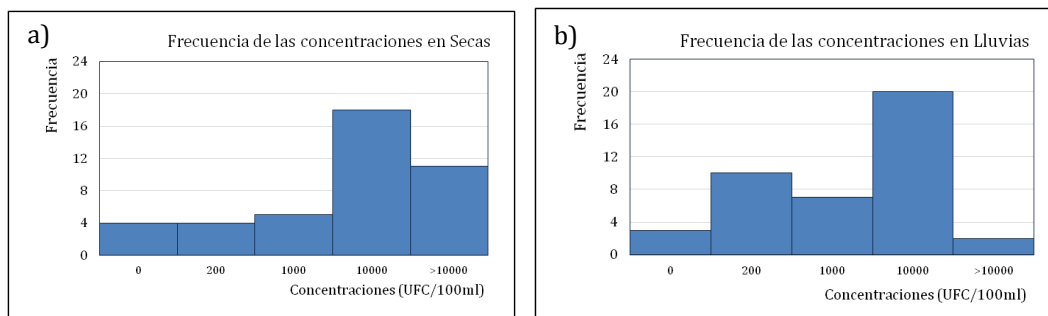 a)
Frecuencia de las concentraciones en Secas
Frecuencia
24
20
16
12
8
4
0
0 200 1000 10000 >10000
Concentraciones (UFC/100ml)
b)
Frecuencia de las concentraciones en Lluvias
Frecuencia
24
20
16
12
8
4
0
0 200 1000 10000 >10000
Concentraciones (UFC/100ml)